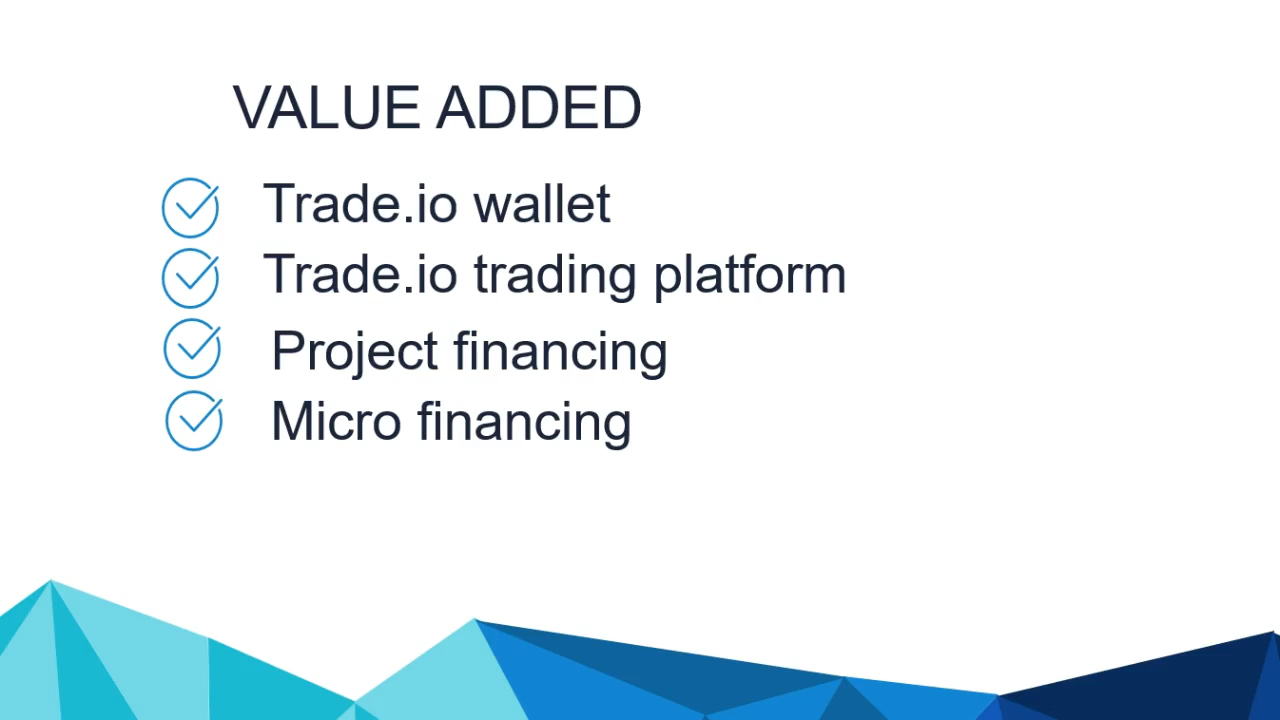 VALUE ADDED
Trade.io wallet
Trade.io trading platform
Project financing
Micro financing